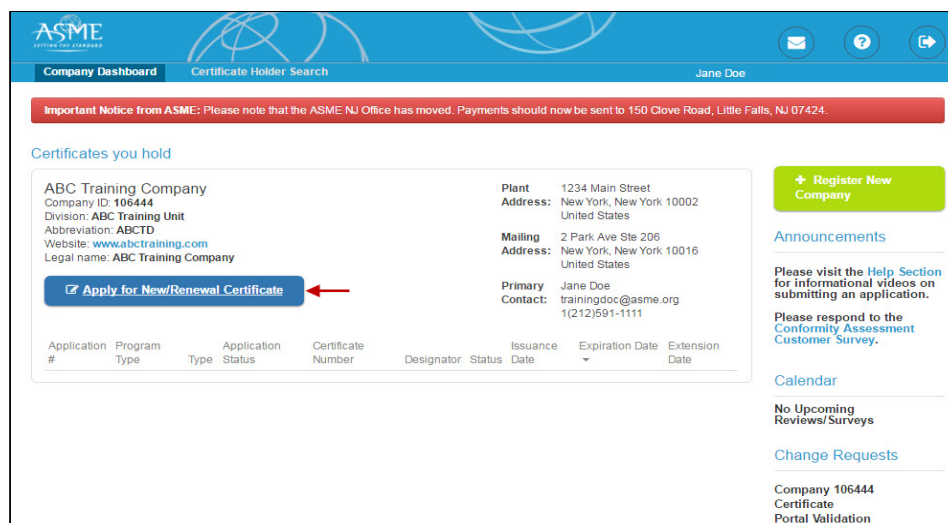 ASME
SETTING THE STANDARD
Company Dashboard
Certificate Holder Search
Jane Doe
Important Notice from ASME: Please note that the ASME NJ Office has moved. Payments should now be sent to 150 Clove Road, Little Falls, NJ 07424.
Certificates you hold
ABC Training Company
Company ID: 106444
Division: ABC Training Unit
Abbreviation: ABCTD
Website: www.abctraining.com
Legal name: ABC Training Company
Apply for New/Renewal Certificate
Plant Address: 1234 Main Street
New York, New York 10002
United States
Mailing Address: 2 Park Ave Ste 206
New York, New York 10016
United States
Primary Contact: Jane Doe
trainingdoc@asme.org
1(212)591-1111
Application #
Program Type
Type
Application Status
Certificate Number
Designator
Status
Issuance Date
Expiration Date
Extension Date
+ Register New
Company
Announcements
Please visit the Help Section
for informational videos on
submitting an application.
Please respond to the
Conformity Assessment
Customer Survey.
Calendar
No Upcoming
Reviews/Surveys
Change Requests
Company 106444
Certificate
Portal Validation